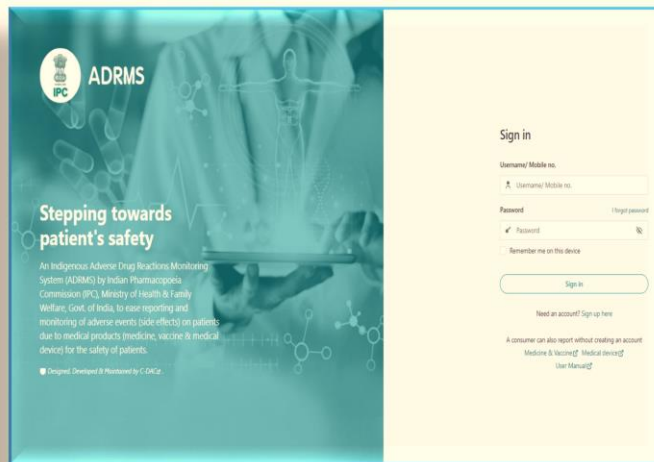 IPC
ADRMS
Stepping towards
patient's safety
An Indigenous Adverse Drug Reactions Monitoring
System (ADRMS) by Indian Pharmacopoeia
Commission (IPC), Ministry of Health & Family
Welfare, Govt. of India, to ease reporting and
monitoring of adverse events (side effects) on patients
due to medical products (medicine, vaccine & medical
device) for the safety of patients.
Designed, Developed & Maintained by C-DAC
Sign in
Username/ Mobile no.
Username/ Mobile no.
Password I forgot password
Password
Remember me on this device
Sign in
Need an account? Sign up here
A consumer can also report without creating an account
Medicine & Vaccine Medical device
User Manual